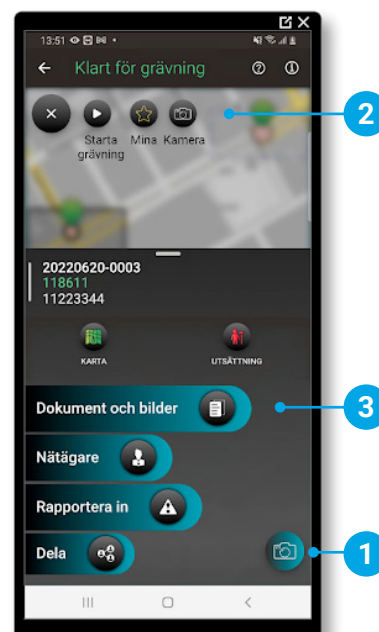 13:51
Klart för grävning
2
Starta
grävning
Mina
Kamera
20220620-0003
118611
11223344
KARTA
UTSÄTTNING
Dokument och bilder
3
Nätägare
Rapportera in
Dela
1